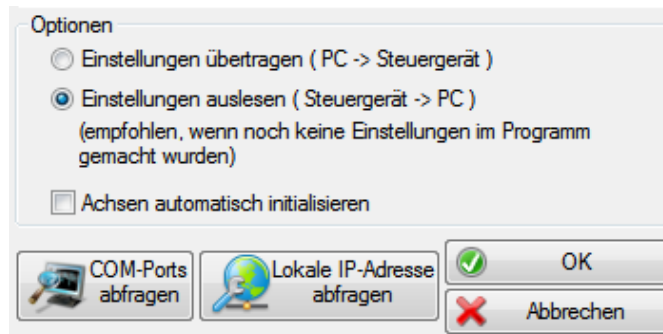 Optionen
Einstellungen übertragen ( PC -> Steuergerät )
Einstellungen auslesen ( Steuergerät -> PC )
(empfohlen, wenn noch keine Einstellungen im Programm
gemacht wurden)
Achsen automatisch initialisieren
COM-Ports
abfragen
Lokale IP-Adresse
abfragen
OK
Abbrechen